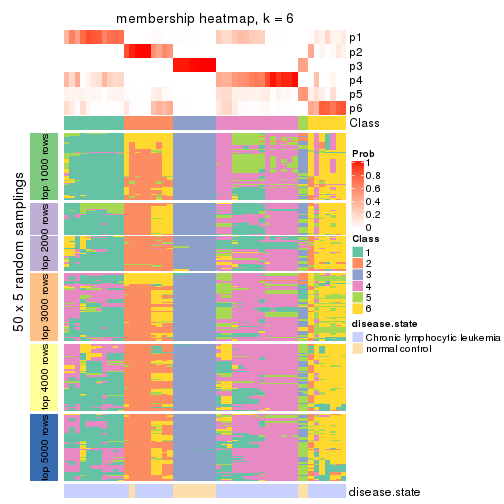 membership heatmap, k = 6
p1
p2
p3
p4
p5
p6
Class
50 x 5 random samplings
top 1000 rows
top 2000 rows
top 3000 rows
top 4000 rows
top 5000 rows
Prob
1
0.8
0.6
0.4
0.2
0
Class
1
2
3
4
5
6
disease.state
Chronic lymphocytic leukemia
normal control
disease.state